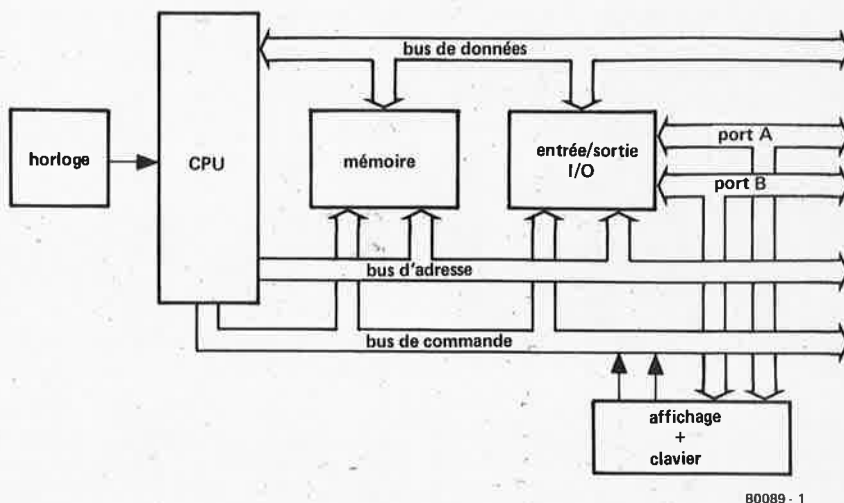 bus de données
horloge
CPU
mémoire
entrée/sortie
I/O
port A
port B
bus d'adresse
bus de commande
affichage
+
clavier
80089 - 1